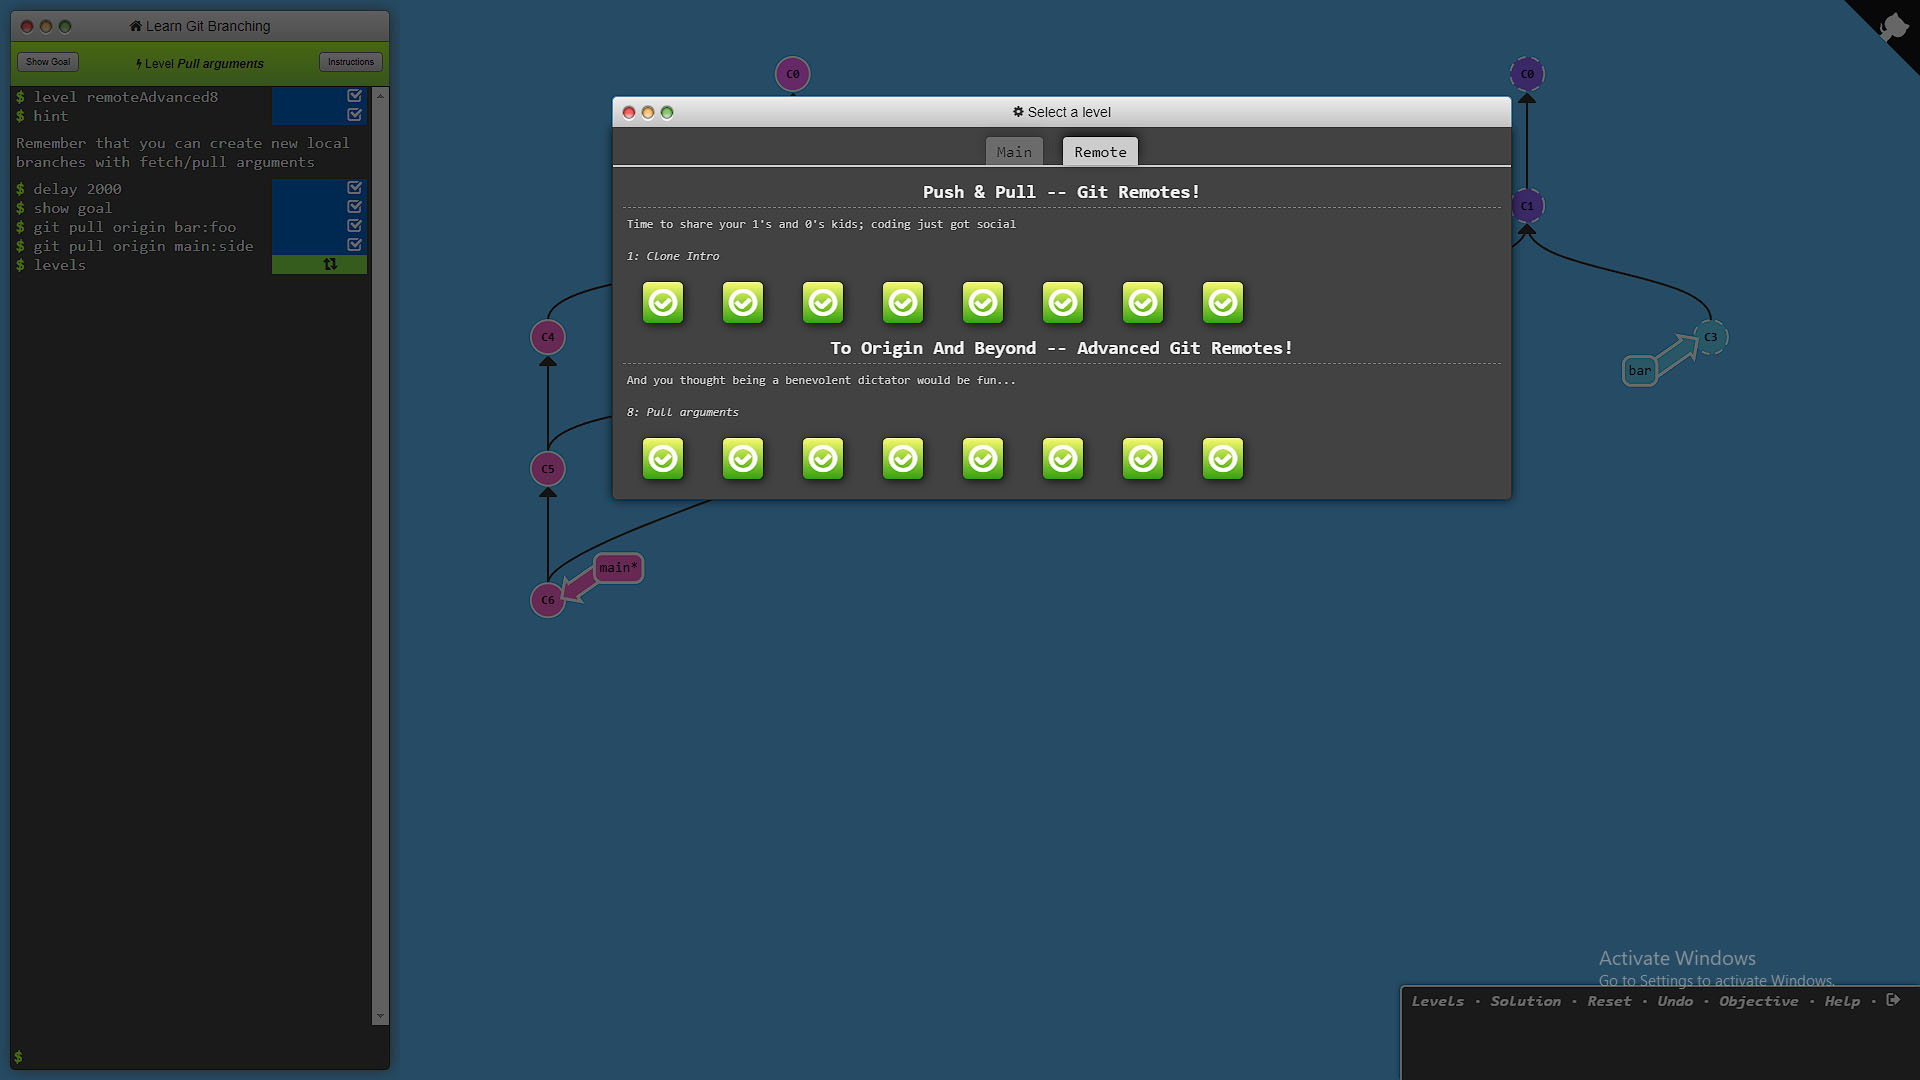 Learn Git Branching
Show Goal
Level Pull arguments
Instructions
$ level remoteAdvanced8
$ hint
Remember that you can create new local
branches with fetch/pull arguments
$ delay 2000
$ show goal
$ git pull origin bar:foo
$ git pull origin main:side
$ levels
$
C0
C4
C5
C6
main*
Select a level
Main
Remote
Push & Pull -- Git Remotes!
Time to share your 1's and 0's kids; coding just got social
1: Clone Intro
To Origin And Beyond -- Advanced Git Remotes!
And you thought being a benevolent dictator would be fun...
8: Pull arguments
C0
C1
C3
bar
Activate Windows
Go to Settings to activate Windows.
Levels · Solution · Reset · Undo · Objective · Help ·